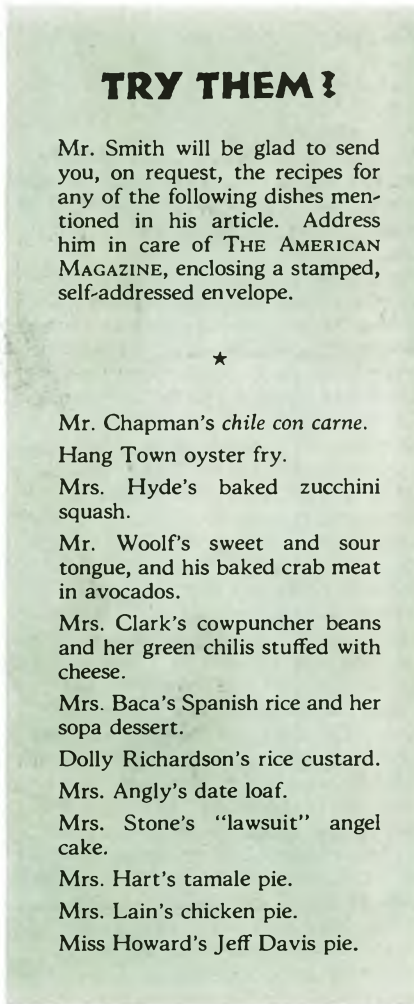 TRY THEM!
Mr. Smith will be glad to send
you, on request, the recipes for
any of the following dishes men-
tioned in his article. Address
him in care of THE AMERICAN
MAGAZINE, enclosing a stamped,
self-addressed envelope.
★
Mr. Chapman's chile con carne.
Hang Town oyster fry.
Mrs. Hyde's baked zucchini
squash.
Mr. Woolf's sweet and sour
tongue, and his baked crab meat
in avocados.
Mrs. Clark's cowpuncher beans
and her green chilis stuffed with
cheese.
Mrs. Baca's Spanish rice and her
sopa dessert.
Dolly Richardson's rice custard.
Mrs. Angly's date loaf.
Mrs. Stone's "lawsuit" angel
cake.
Mrs. Hart's tamale pie.
Mrs. Lain's chicken pie.
Miss Howard's Jeff Davis pie.